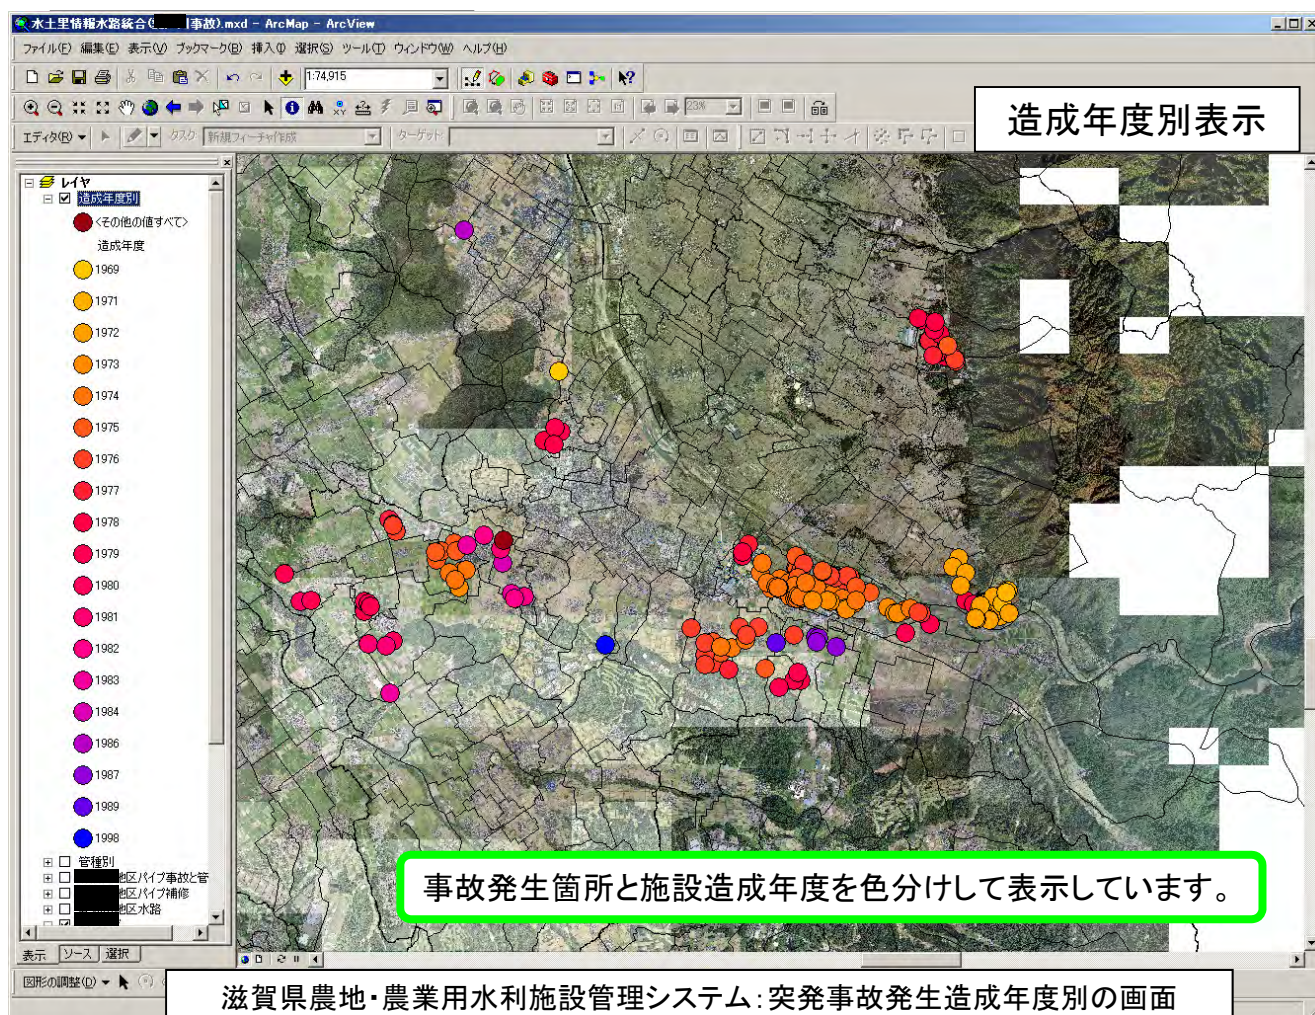 水土里情報水路統合(事故).mxd - ArcMap - ArcView
ファイル(F) 編集(E) 表示(V) ブックマーク(B) 挿入(I) 選択(S) ツール(T) ウィンドウ(W) ヘルプ(H)
1:74,915
23%
エディタ(R) タスク 新規フィーチャ作成 ターゲット
造成年度別表示
レイヤ
造成年度別
<その他の値すべて>
造成年度
1969
1971
1972
1973
1974
1975
1976
1977
1978
1979
1980
1981
1982
1983
1984
1986
1987
1989
1998
管種別
地区パイプ事故と管
地区パイプ補修
地区水路
表示 ソース 選択
図形の調整(D)
事故発生箇所と施設造成年度を色分けして表示しています。
滋賀県農地・農業用水利施設管理システム:突発事故発生造成年度別の画面